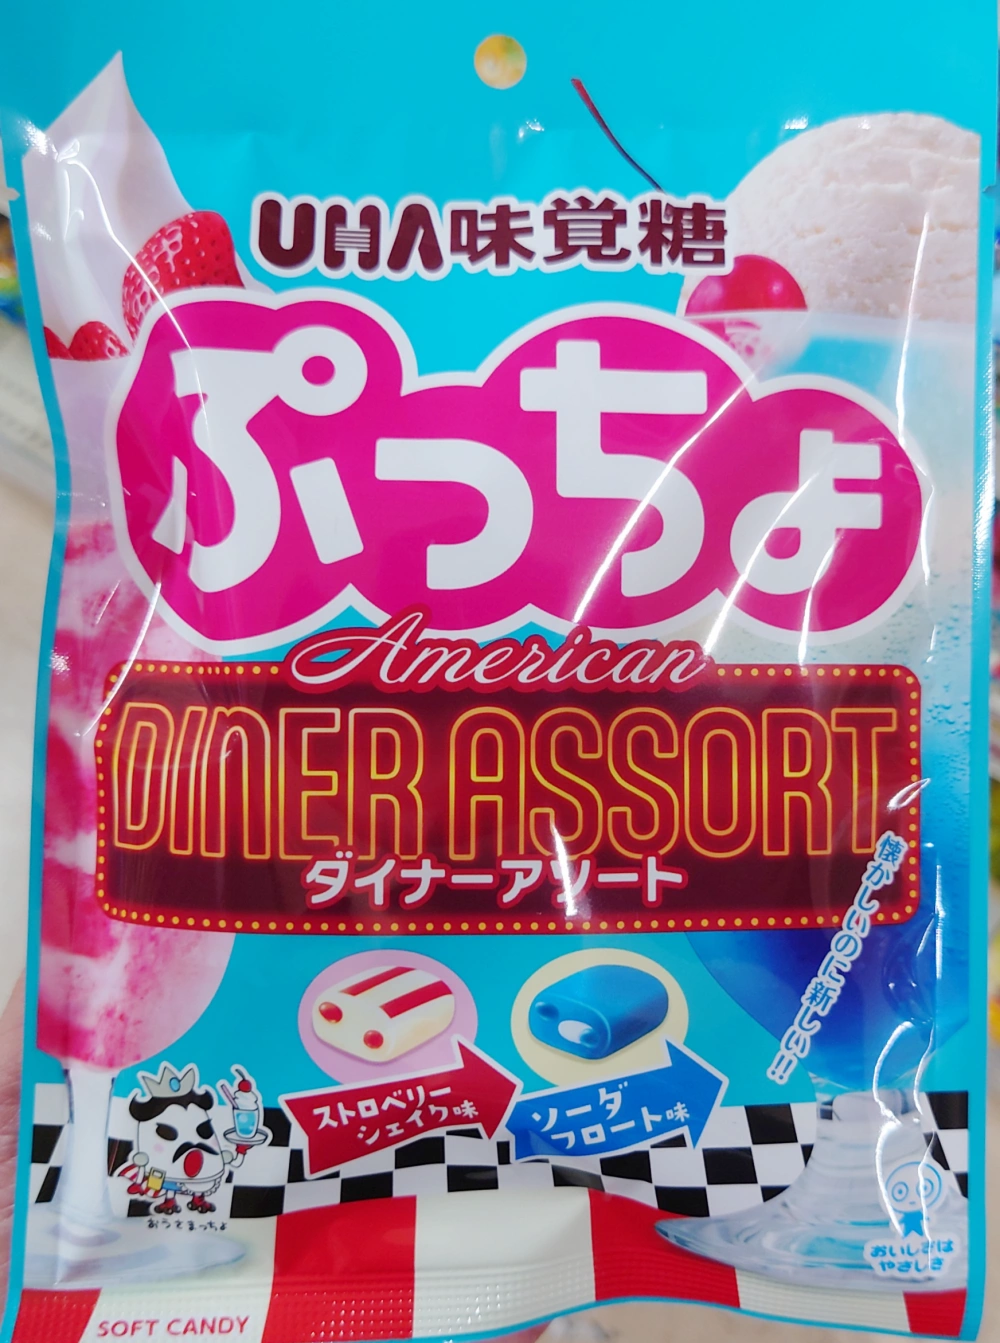 UHA味覚糖
ぷっちょ
American
DINER ASSORT
ダイナーアソート
懐かしいのに新しい!!
ストロベリー
シェイク味
ソーダ
フロート味
おうさまっちょ
おいしさは
やさしさ
SOFT CANDY